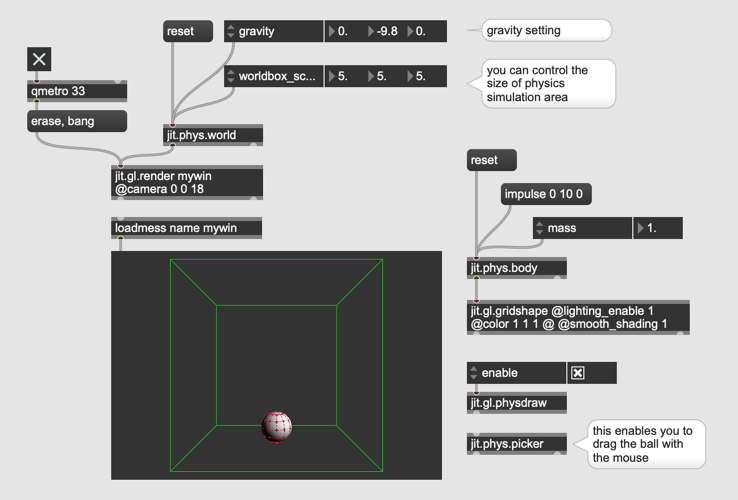 reset
gravity 0. -9.8 0.
gravity setting
worldbox_sc... 5. 5. 5.
you can control the
size of physics
simulation area
qmetro 33
erase, bang
jit.phys.world
jit.gl.render mywin
@camera 0 0 18
loadmess name mywin
reset
impulse 0 10 0
mass 1.
jit.phys.body
jit.gl.gridshape @lighting_enable 1
@color 1 1 1 @ @smooth_shading 1
enable
jit.gl.physdraw
jit.phys.picker
this enables you to
drag the ball with
the mouse